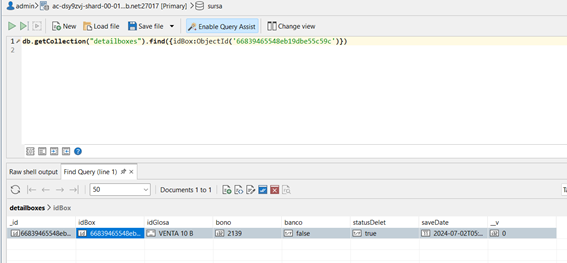 admin ac-dsy9zvj-shard-00-01...b.net:27017 [Primary] sursa
New Load file Save file Enable Query Assist Change view
1 db.getCollection("detailboxes").find({idBox:ObjectId('66839465548eb19dbe55c59c')})
2
Raw shell output Find Query (line 1)
50 Documents 1 to 1
detailboxes > idBox
_id idBox idGlosa bono banco statusDelet saveDate __v
66839465548eb... 66839465548eb... VENTA 10 B 2139 false true 2024-07-02T05:... 0